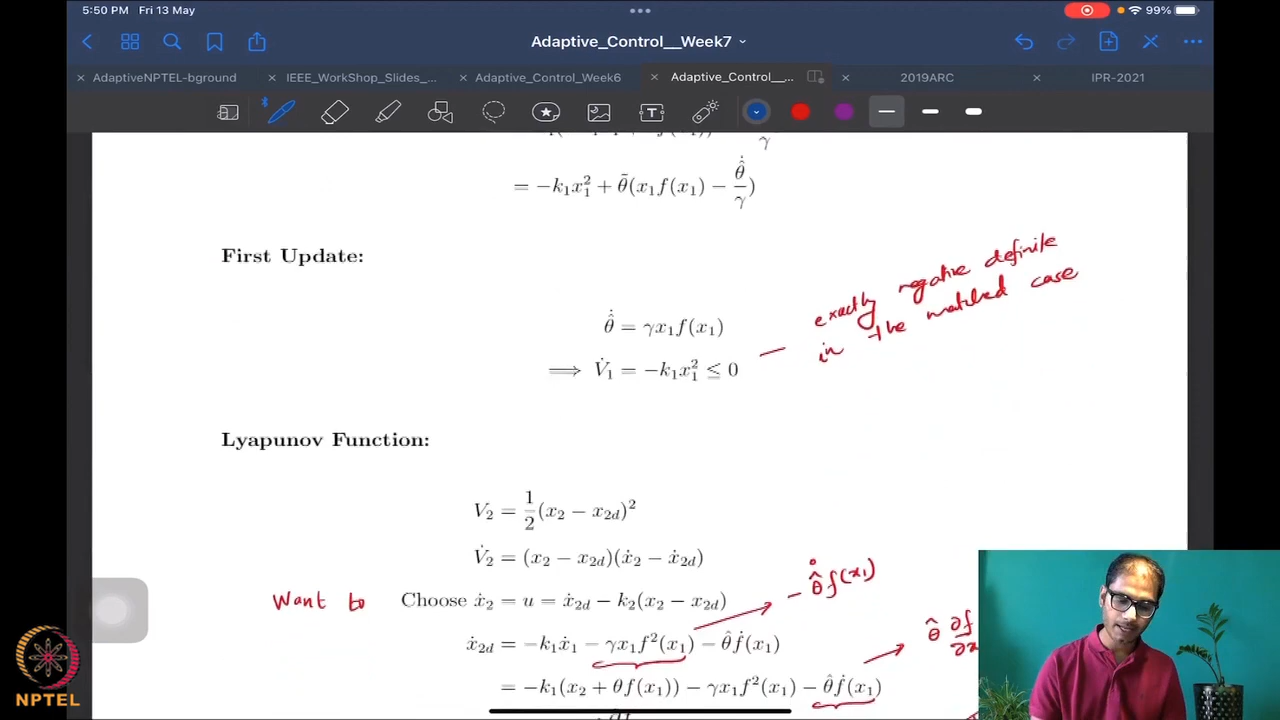 5:50 PM Fri 13 May
99%
Adaptive_Control__Week7
AdaptiveNPTEL-bground
IEEE_WorkShop_Slides_...
Adaptive_Control_Week6
Adaptive_Control__...
2019ARC
IPR-2021
γ
= −k₁x₁² + θ̃(x₁f(x₁) − θ̂̇/γ)
First Update:
θ̂̇ = γx₁f(x₁)
⟹ V̇₁ = −k₁x₁² ≤ 0
exactly negative definite
in the matched case
Lyapunov Function:
V₂ = 1/2(x₂ − x₂d)²
V̇₂ = (x₂ − x₂d)(ẋ₂ − ẋ₂d)
Want to Choose ẋ₂ = u = ẋ₂d − k₂(x₂ − x₂d)
− θ̂̇ f(x₁)
ẋ₂d = −k₁ẋ₁ − γx₁f²(x₁) − θ̂ḟ(x₁)
θ̂ ∂f
= −k₁(x₂ + θf(x₁)) − γx₁f²(x₁) − θ̂ḟ(x₁)
NPTEL